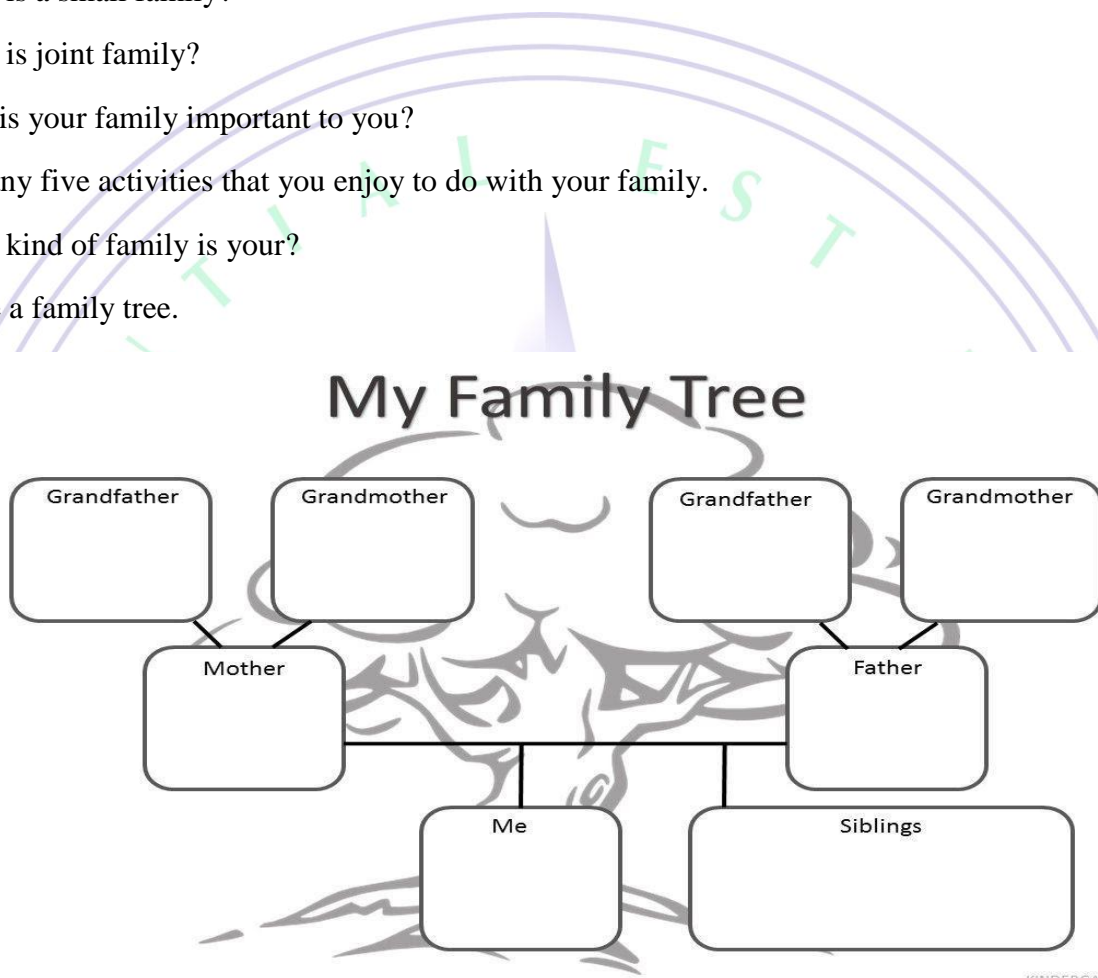 is a small family?
is joint family?
is your family important to you?
ny five activities that you enjoy to do with your family.
kind of family is your?
a family tree.
T I A L E S T
My Family Tree
Grandfather Grandmother Grandfather Grandmother
Mother Father
Me Siblings